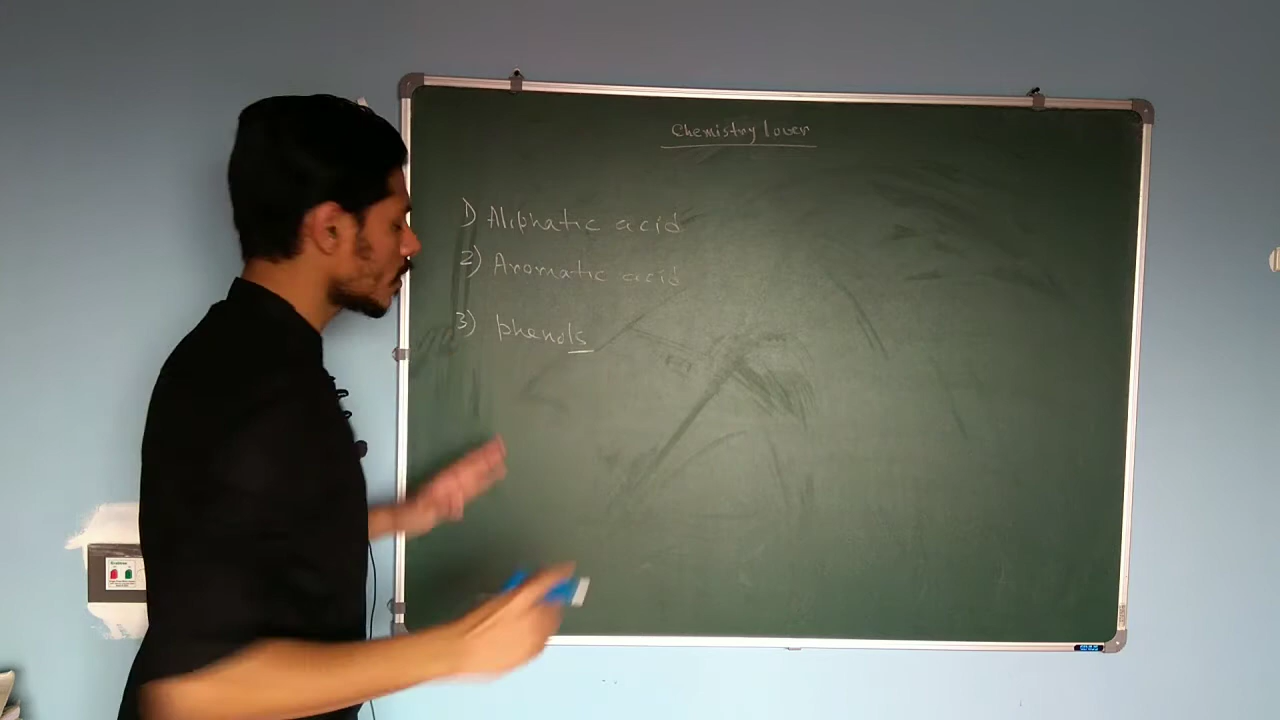 Chemistry lover
1) Aliphatic acid
2) Aromatic acid
3) phenols